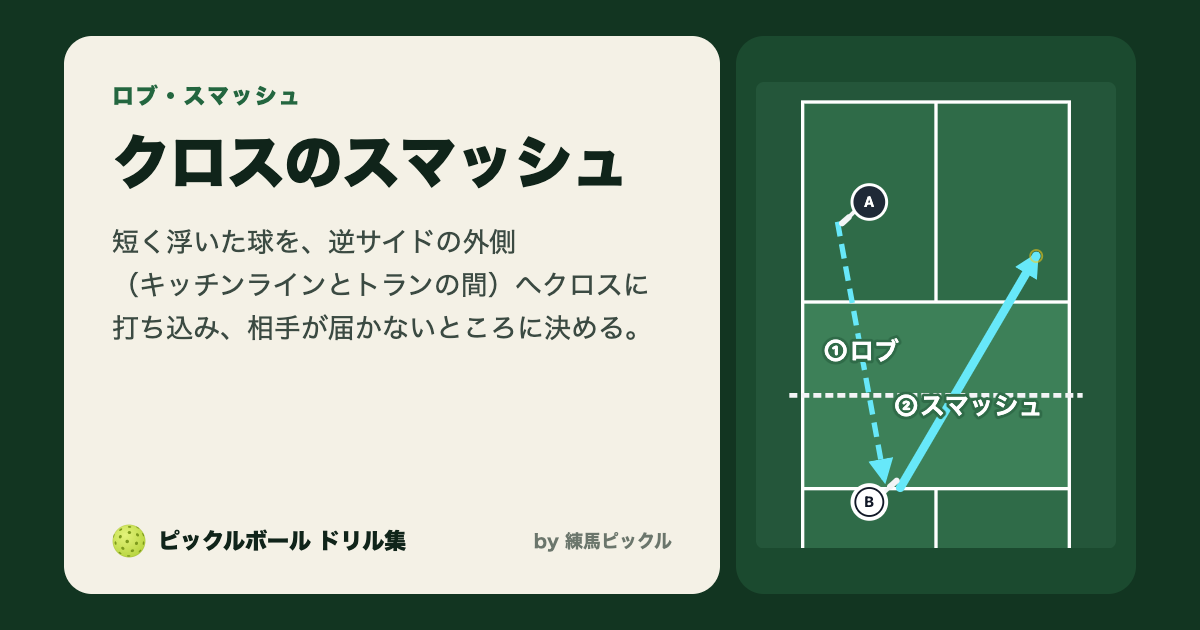 ロブ・スマッシュ
クロスのスマッシュ
短く浮いた球を、逆サイドの外側
（キッチンラインとトランの間）へクロスに
打ち込み、相手が届かないところに決める。
ピックルボール ドリル集
by 練馬ピックル
A
①ロブ
②スマッシュ
B